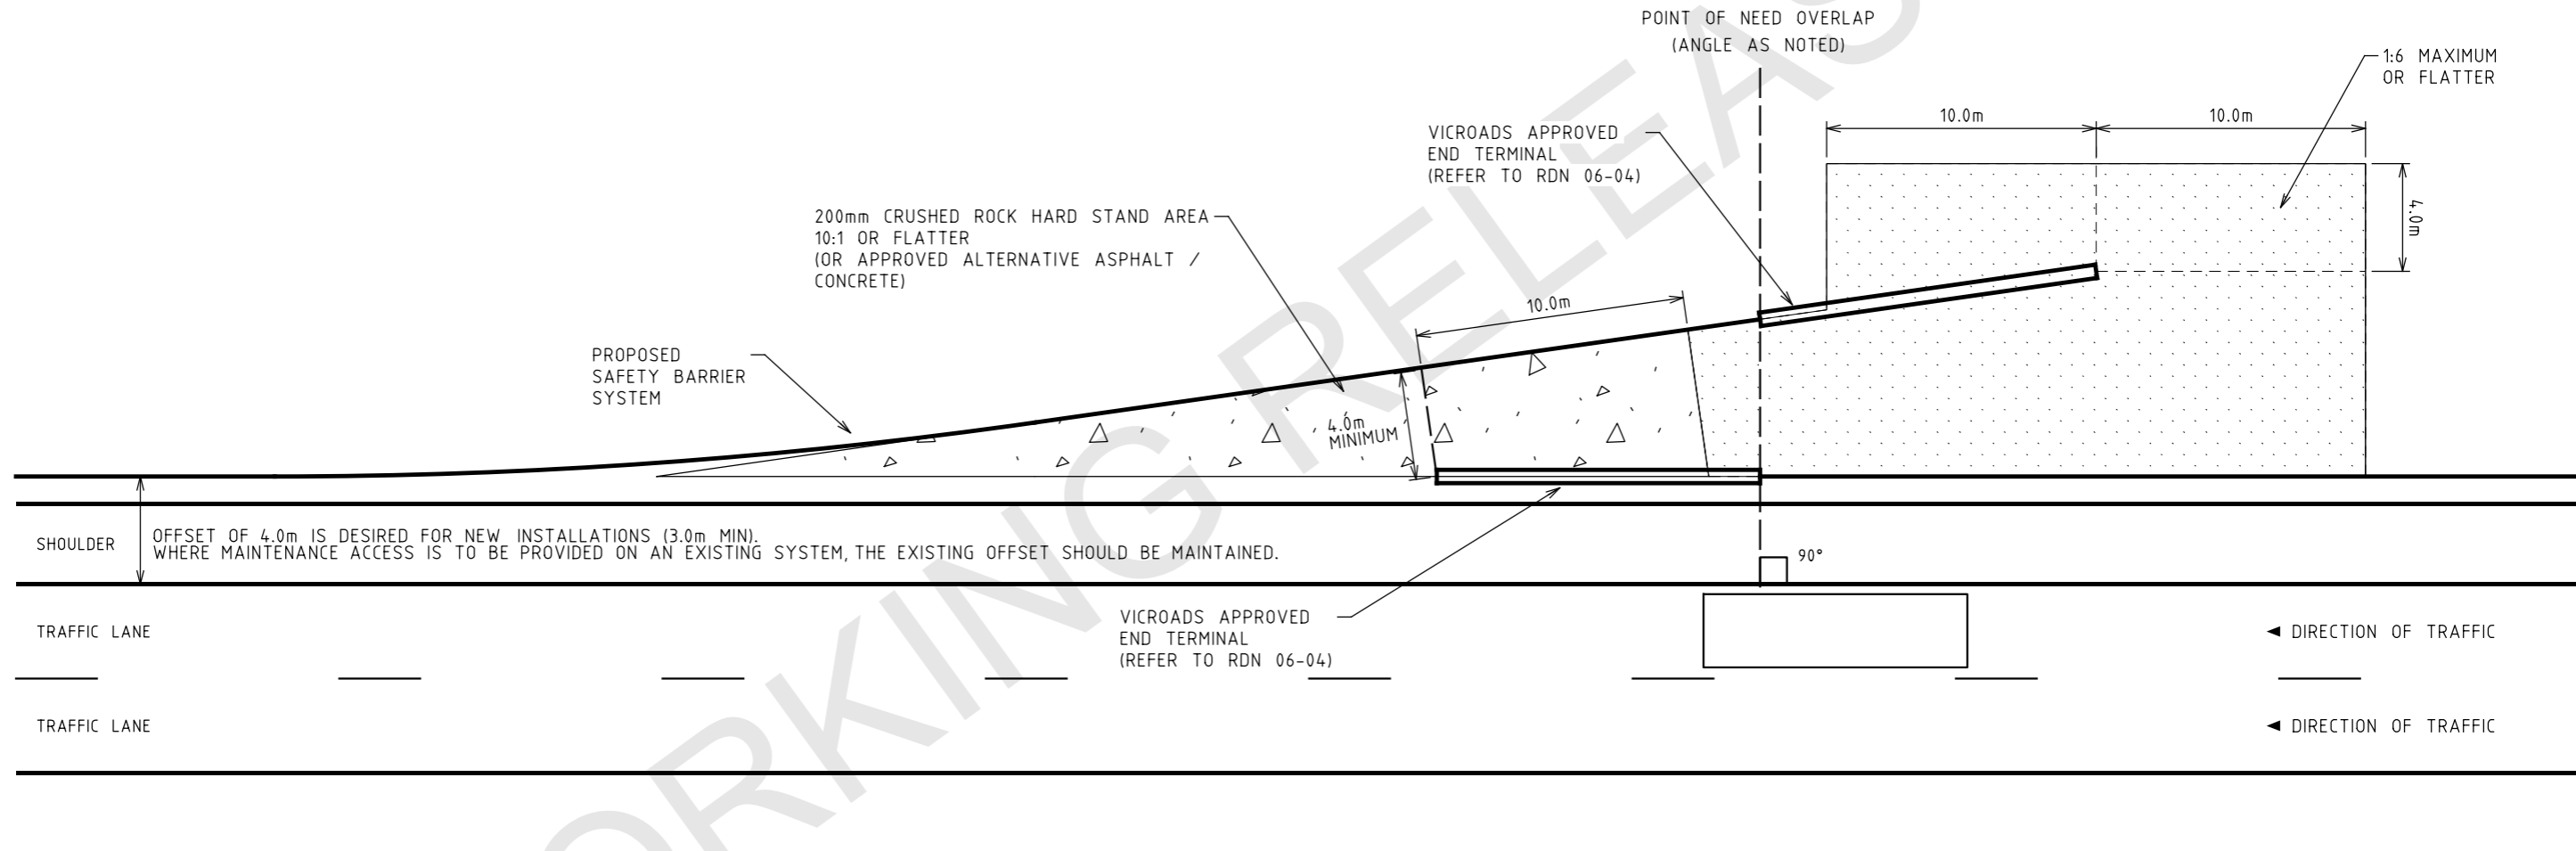 POINT OF NEED OVERLAP
(ANGLE AS NOTED)
1:6 MAXIMUM
OR FLATTER
10.0m
10.0m
4.0m
VICROADS APPROVED
END TERMINAL
(REFER TO RDN 06-04)
200mm CRUSHED ROCK HARD STAND AREA
10:1 OR FLATTER
(OR APPROVED ALTERNATIVE ASPHALT /
CONCRETE)
10.0m
PROPOSED
SAFETY BARRIER
SYSTEM
4.0m
MINIMUM
SHOULDER
OFFSET OF 4.0m IS DESIRED FOR NEW INSTALLATIONS (3.0m MIN).
WHERE MAINTENANCE ACCESS IS TO BE PROVIDED ON AN EXISTING SYSTEM, THE EXISTING OFFSET SHOULD BE MAINTAINED.
90°
VICROADS APPROVED
END TERMINAL
(REFER TO RDN 06-04)
TRAFFIC LANE
DIRECTION OF TRAFFIC
TRAFFIC LANE
DIRECTION OF TRAFFIC
ORKING RELEAS